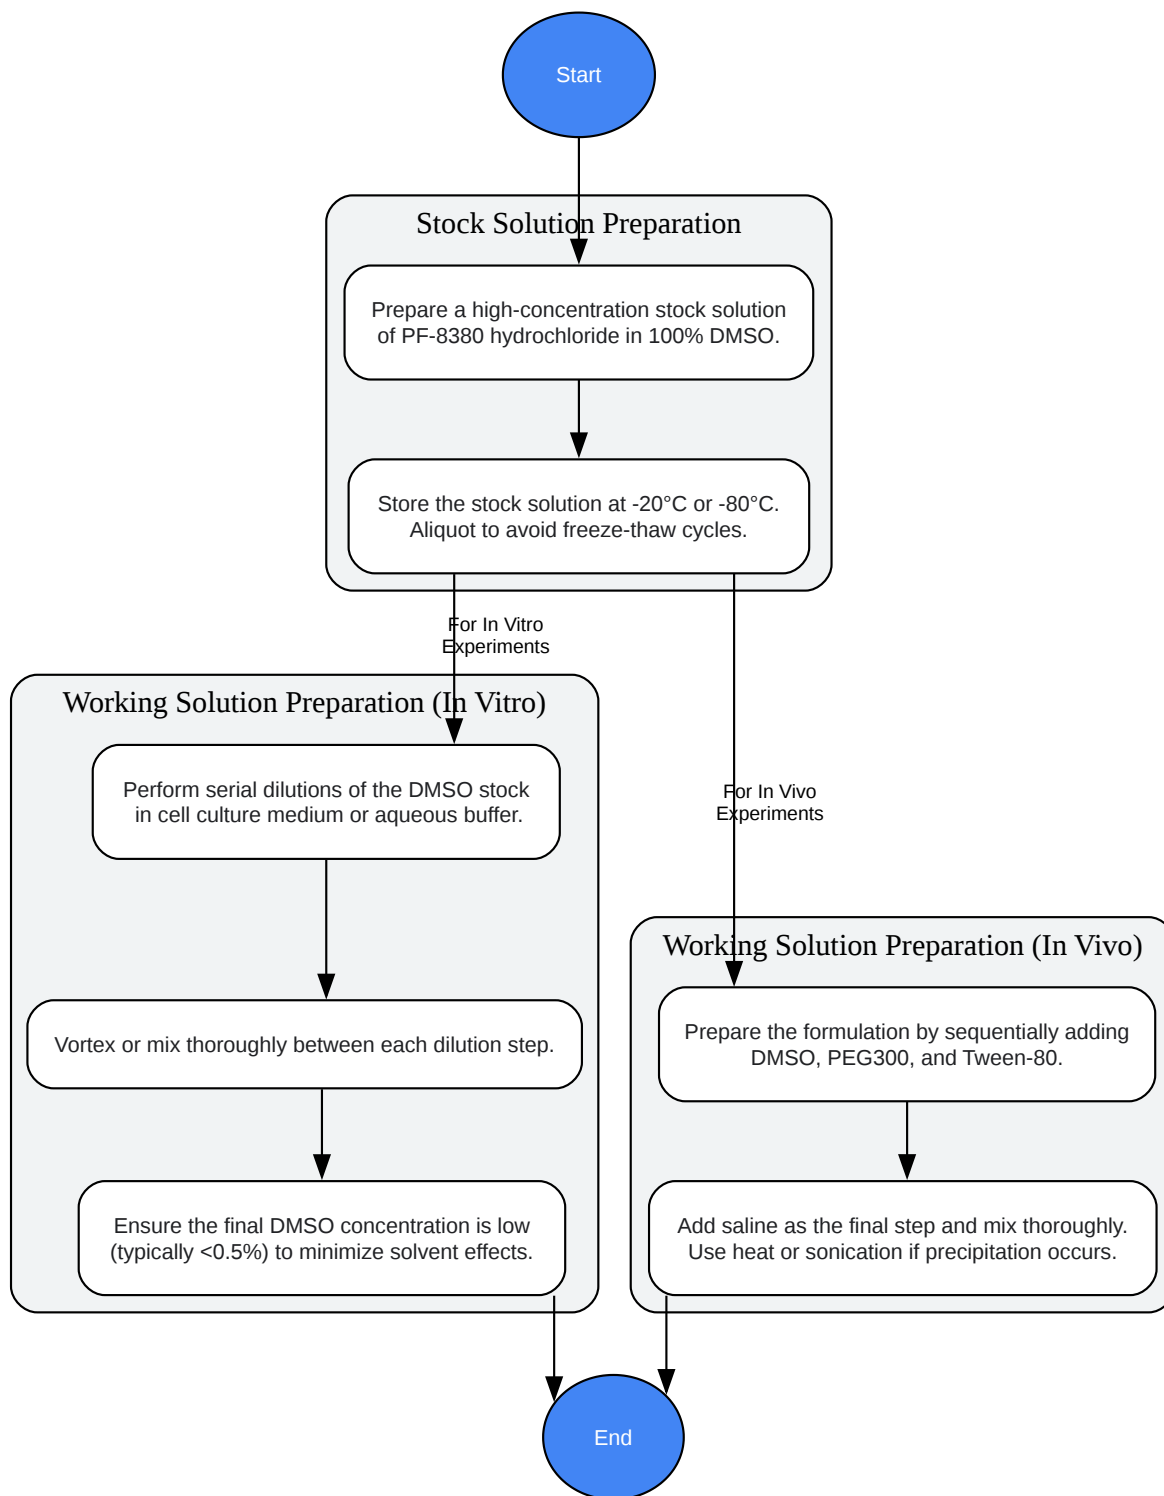 Start
Stock Solution Preparation
Prepare a high-concentration stock solution
of PF-8380 hydrochloride in 100% DMSO.
Store the stock solution at -20°C or -80°C.
Aliquot to avoid freeze-thaw cycles.
For In Vitro
Experiments
Working Solution Preparation (In Vitro)
Perform serial dilutions of the DMSO stock
in cell culture medium or aqueous buffer.
Vortex or mix thoroughly between each dilution step.
Ensure the final DMSO concentration is low
(typically <0.5%) to minimize solvent effects.
For In Vivo
Experiments
Working Solution Preparation (In Vivo)
Prepare the formulation by sequentially adding
DMSO, PEG300, and Tween-80.
Add saline as the final step and mix thoroughly.
Use heat or sonication if precipitation occurs.
End